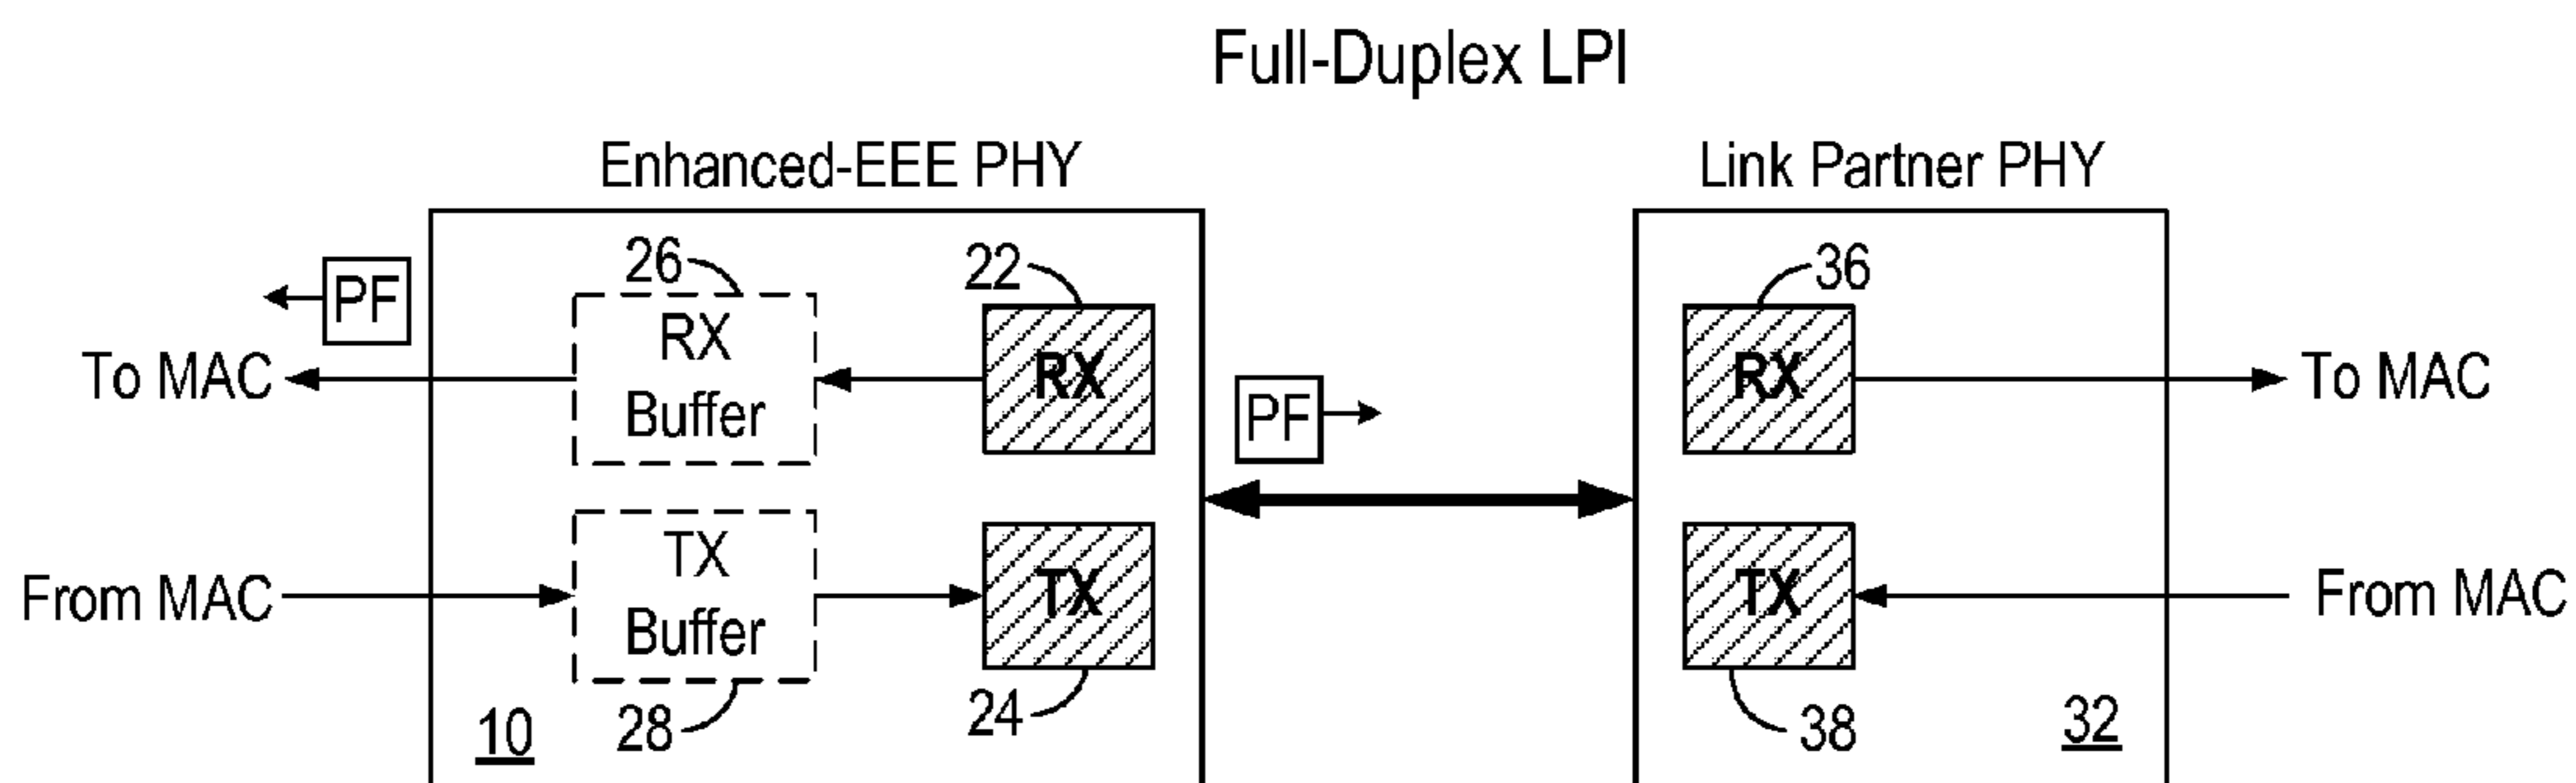 Full-Duplex LPI
Enhanced-EEE PHY
Link Partner PHY
26
22
36
PF
RX
Buffer
RX
RX
To MAC
PF
To MAC
TX
Buffer
TX
TX
From MAC
From MAC
10
28
24
38
32